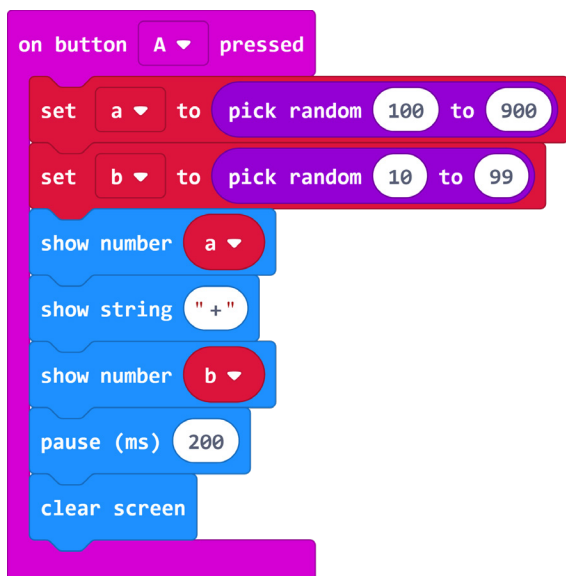 on button A pressed
set a to pick random 100 to 900
set b to pick random 10 to 99
show number a
show string "+"
show number b
pause (ms) 200
clear screen